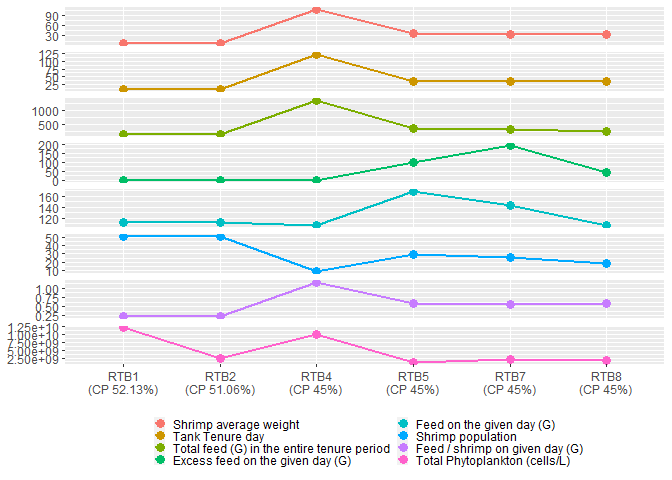 90
60
30
125
100
75
50
25
1000
500
200
150
100
50
0
160
140
120
50
40
30
20
10
1.00
0.75
0.50
0.25
1.25e+10
1.00e+10
7.50e+09
5.00e+09
2.50e+09
RTB1 RTB2 RTB4 RTB5 RTB7 RTB8
(CP 52.13%) (CP 51.06%) (CP 45%) (CP 45%) (CP 45%) (CP 45%)
Shrimp average weight Feed on the given day (G)
Tank Tenure day Shrimp population
Total feed (G) in the entire tenure period Feed / shrimp on given day (G)
Excess feed on the given day (G) Total Phytoplankton (cells/L)